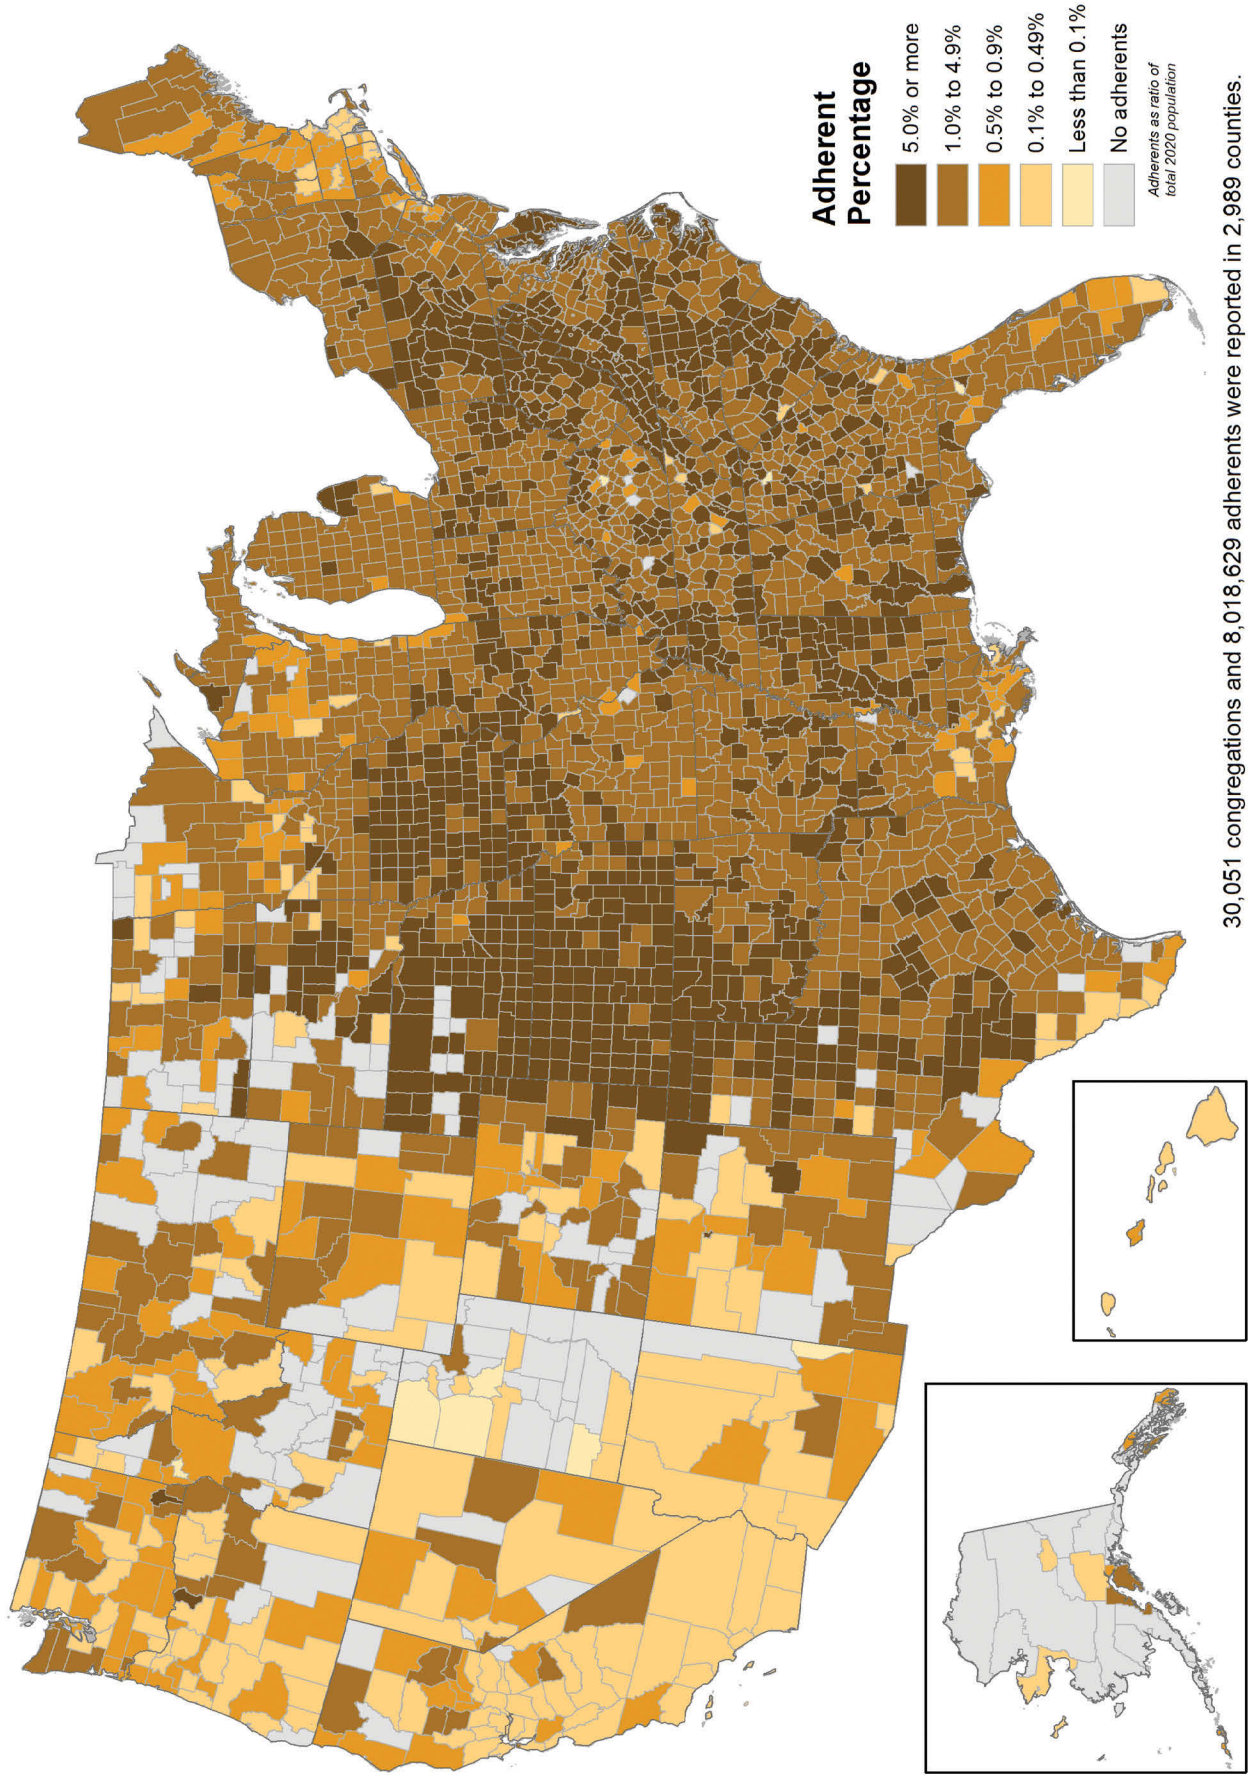 Adherent
Percentage
5.0% or more
1.0% to 4.9%
0.5% to 0.9%
0.1% to 0.49%
Less than 0.1%
No adherents
Adherents as ratio of
total 2020 population
30,051 congregations and 8,018,629 adherents were reported in 2,989 counties.